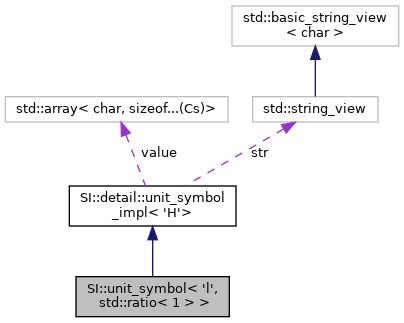 std::basic_string_view
< char >
std::array< char, sizeof...(Cs)>
std::string_view
value
str
SI::detail::unit_symbol
_impl< 'H'>
SI::unit_symbol< 'l',
std::ratio< 1 > >